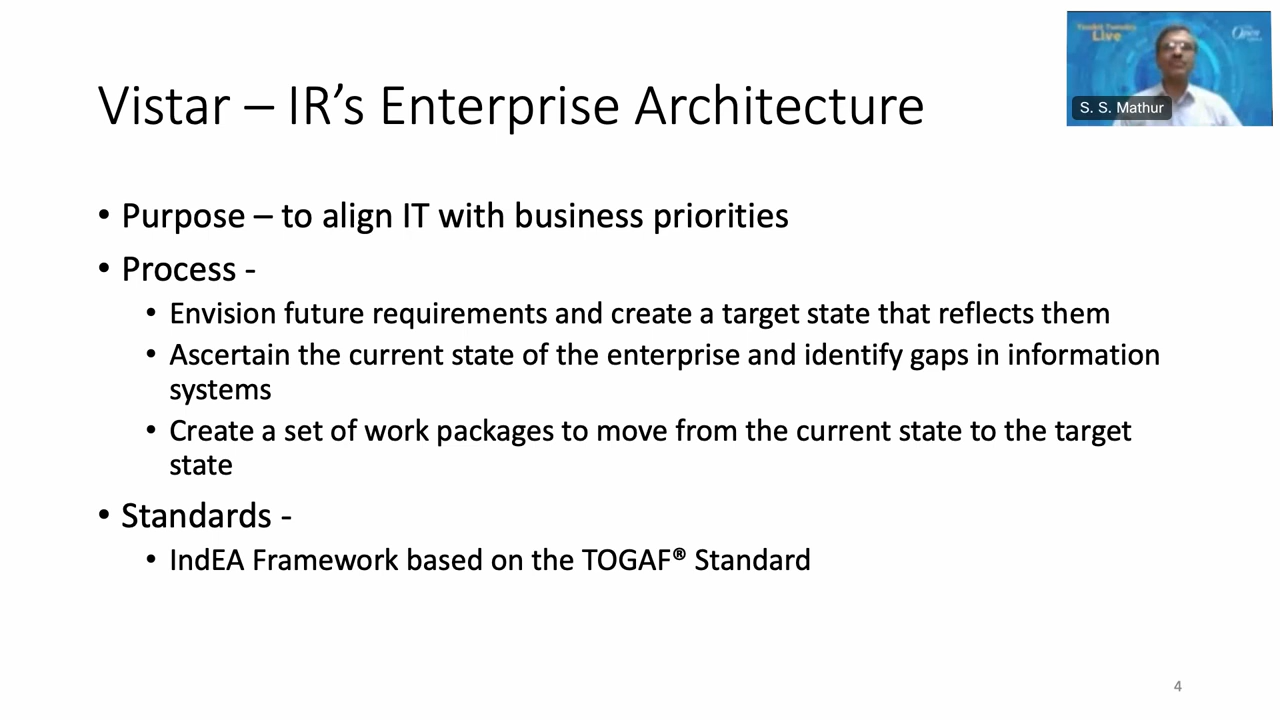 Vistar – IR’s Enterprise Architecture
Toolkit Tuesday
Live
Open
S. S. Mathur
• Purpose – to align IT with business priorities
• Process -
• Envision future requirements and create a target state that reflects them
• Ascertain the current state of the enterprise and identify gaps in information
systems
• Create a set of work packages to move from the current state to the target
state
• Standards -
• IndEA Framework based on the TOGAF® Standard
4